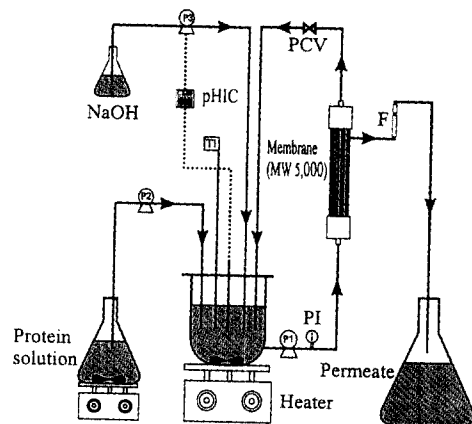 P3
PCV
NaOH
pHIC
F
TI
Membrane
(MW 5,000)
P2
Protein
solution
P1
PI
Permeate
Heater